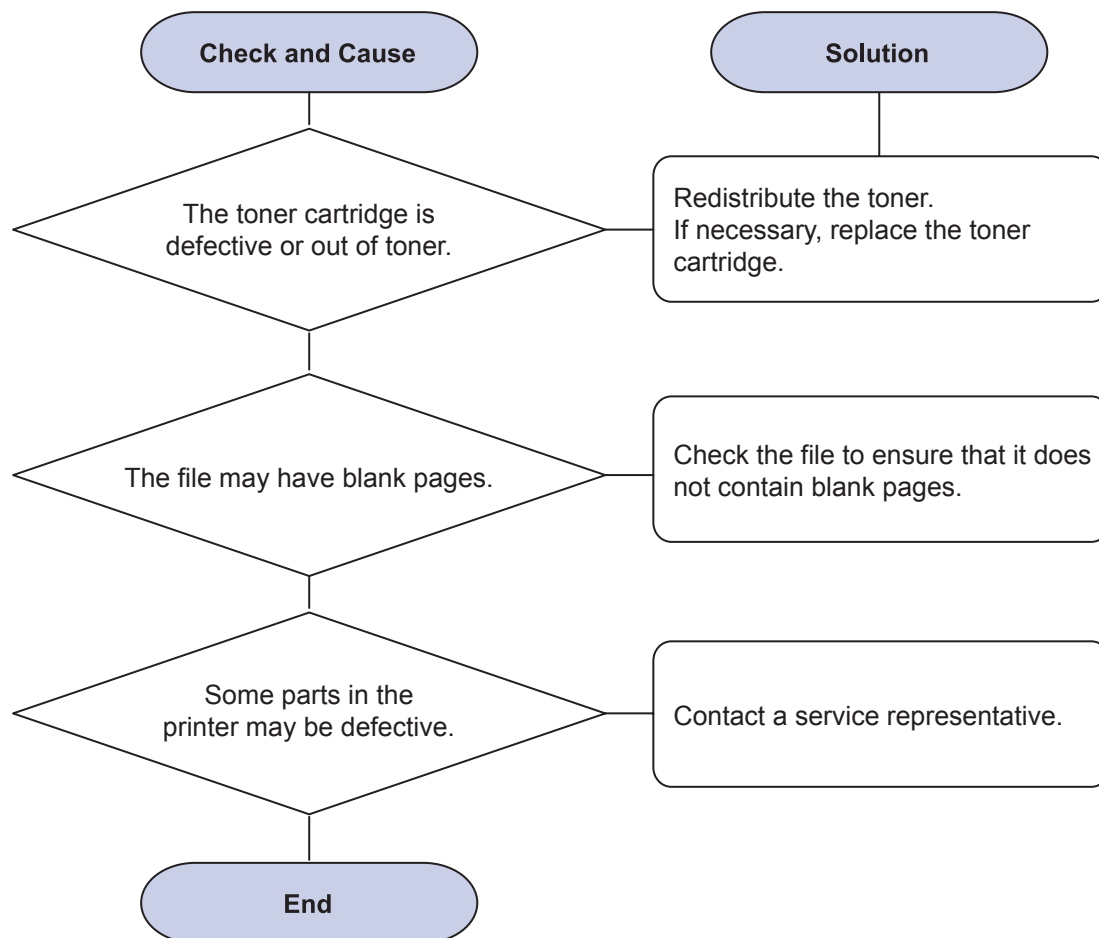 Check and Cause
Solution
The toner cartridge is
defective or out of toner.
Redistribute the toner.
If necessary, replace the toner
cartridge.
The file may have blank pages.
Check the file to ensure that it does
not contain blank pages.
Some parts in the
printer may be defective.
Contact a service representative.
End